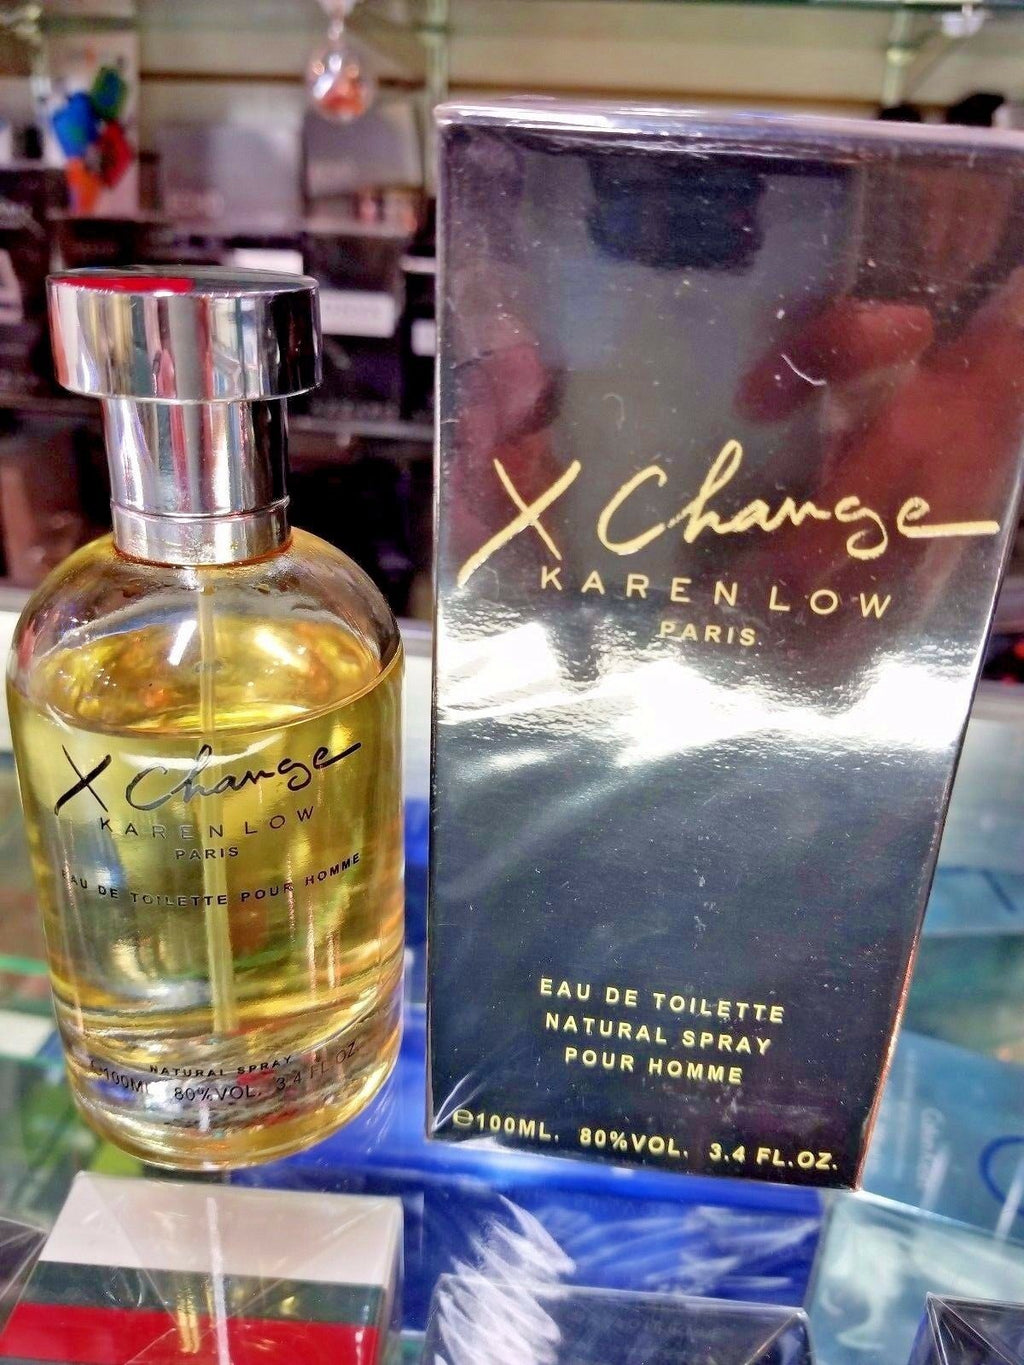 X Change
KAREN LOW
PARIS
EAU DE TOILETTE POUR HOMME
NATURAL SPRAY
100ML 80%VOL. 3.4 FL.OZ.
X Change
KAREN LOW
PARIS
EAU DE TOILETTE
NATURAL SPRAY
POUR HOMME
℮100ML. 80%VOL. 3.4 FL.OZ.